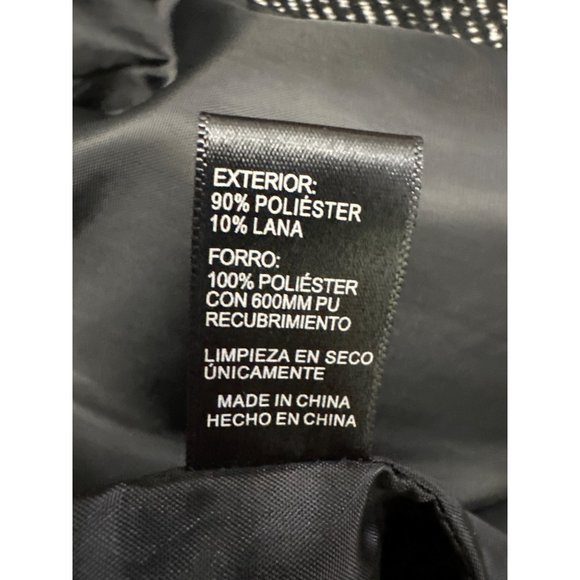 EXTERIOR:
90% POLIÉSTER
10% LANA
FORRO:
100% POLIÉSTER
CON 600MM PU
RECUBRIMIENTO
LIMPIEZA EN SECO
ÚNICAMENTE
MADE IN CHINA
HECHO EN CHINA